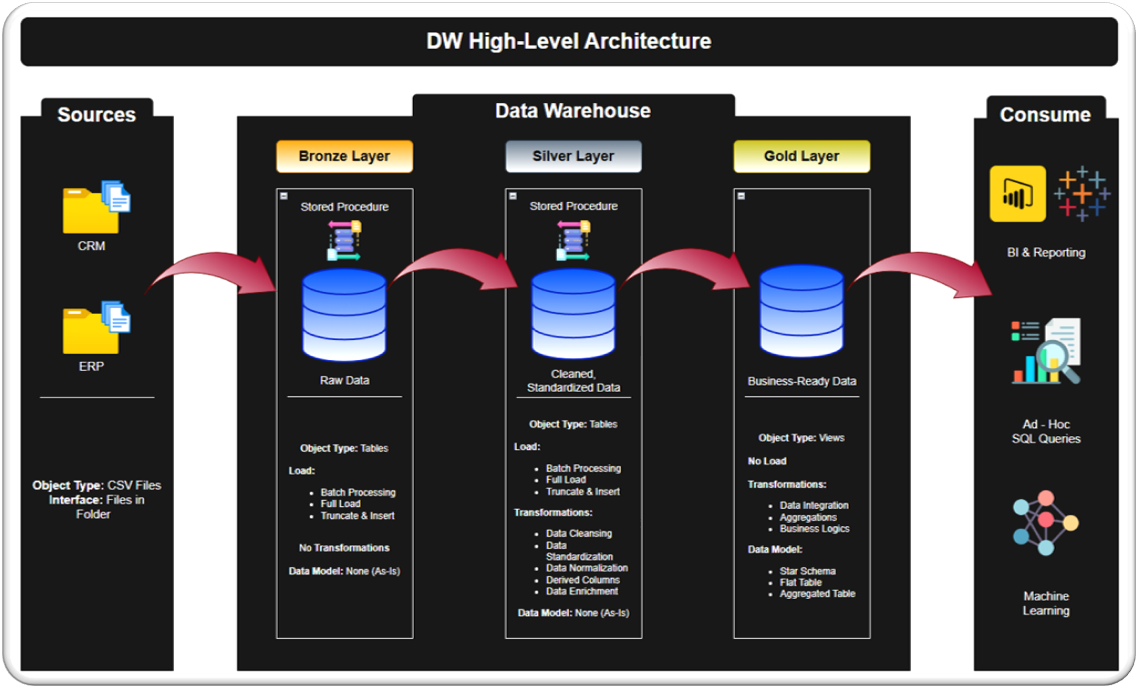 DW High-Level Architecture
Sources
CRM
ERP
Object Type: CSV Files
Interface: Files in
Folder
Data Warehouse
Bronze Layer
Stored Procedure
Raw Data
Object Type: Tables
Load:
Batch Processing
Full Load
Truncate & Insert
No Transformations
Data Model: None (As-Is)
Silver Layer
Stored Procedure
Cleaned,
Standardized Data
Object Type: Tables
Load:
Batch Processing
Full Load
Truncate & Insert
Transformations:
Data Cleansing
Data
Standardization
Data Normalization
Derived Columns
Data Enrichment
Data Model: None (As-Is)
Gold Layer
Business-Ready Data
Object Type: Views
No Load
Transformations:
Data Integration
Aggregations
Business Logics
Data Model:
Star Schema
Flat Table
Aggregated Table
Consume
BI & Reporting
Ad - Hoc
SQL Queries
Machine
Learning